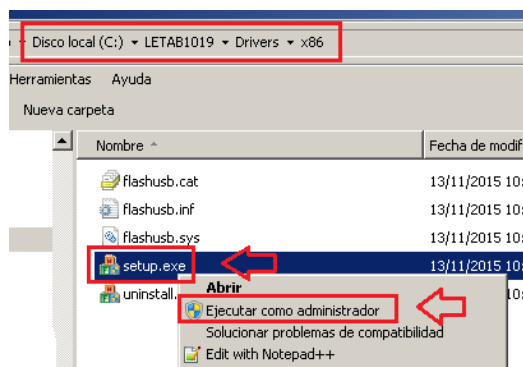 Disco local (C:) LETAB1019 Drivers x86
Herramientas Ayuda
Nueva carpeta
Nombre Fecha de modif
flashusb.cat 13/11/2015 10:
flashusb.inf 13/11/2015 10:
flashusb.sys 13/11/2015 10:
setup.exe 13/11/2015 10:
uninstall. 10:
Abrir
Ejecutar como administrador
Solucionar problemas de compatibilidad
Edit with Notepad++